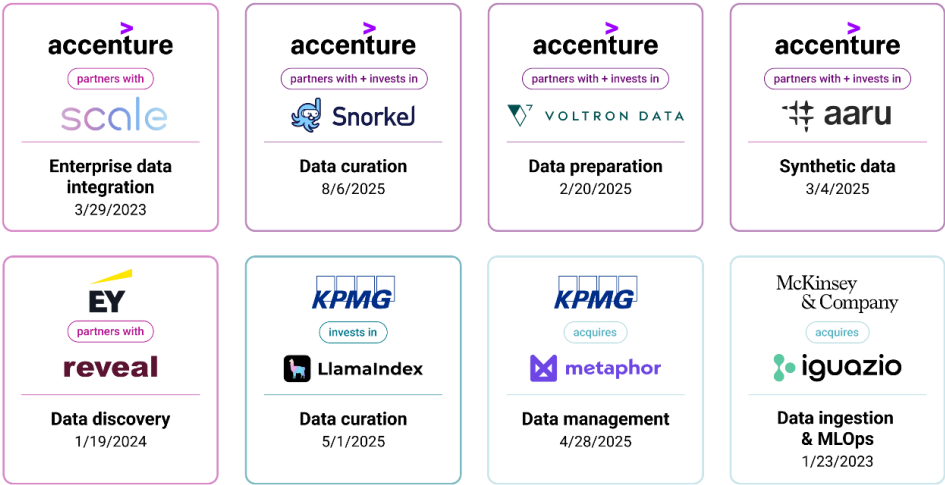 accenture
partners with
scale
Enterprise data
integration
3/29/2023
accenture
partners with + invests in
Snorkel
Data curation
8/6/2025
accenture
partners with + invests in
VOLTRON DATA
Data preparation
2/20/2025
accenture
partners with + invests in
aaru
Synthetic data
3/4/2025
EY
partners with
reveal
Data discovery
1/19/2024
KPMG
invests in
LlamaIndex
Data curation
5/1/2025
KPMG
acquires
metaphor
Data management
4/28/2025
McKinsey
& Company
acquires
iguazio
Data ingestion
& MLOps
1/23/2023